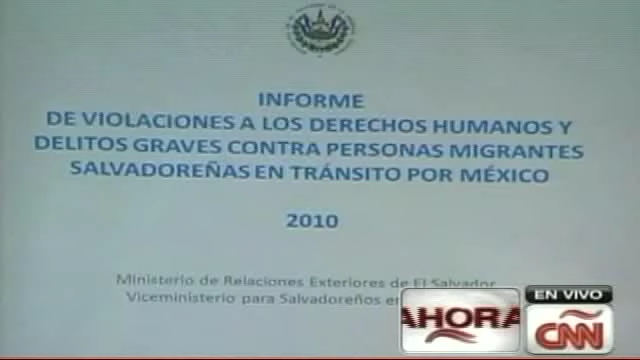 INFORME
DE VIOLACIONES A LOS DERECHOS HUMANOS Y
DELITOS GRAVES CONTRA PERSONAS MIGRANTES
SALVADOREÑAS EN TRÁNSITO POR MÉXICO
2010
Ministerio de Relaciones Exteriores de El Salvador
Viceministerio para Salvadoreños en
AHORA
EN VIVO
CNN